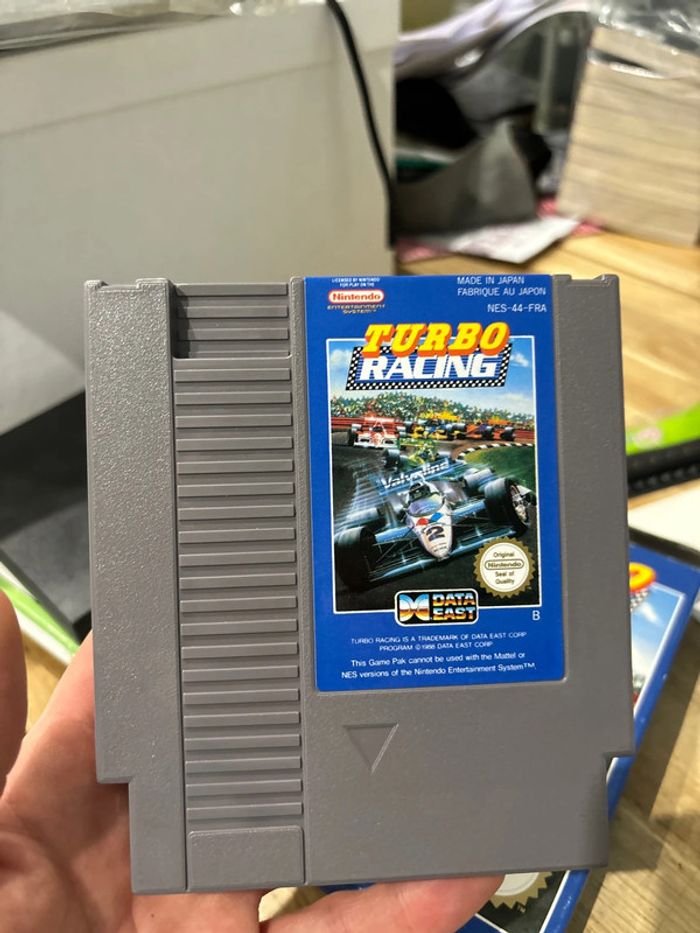 LICENSED BY NINTENDO
FOR PLAY ON THE
Nintendo
ENTERTAINMENT
SYSTEM™
MADE IN JAPAN
FABRIQUE AU JAPON
NES-44-FRA
TURBO
RACING
Valvoline
2
Original
Nintendo
Seal of
Quality
DATA
EAST
B
TURBO RACING IS A TRADEMARK OF DATA EAST CORP
PROGRAM ©1988 DATA EAST CORP
This Game Pak cannot be used with the Mattel or
NES versions of the Nintendo Entertainment System™.